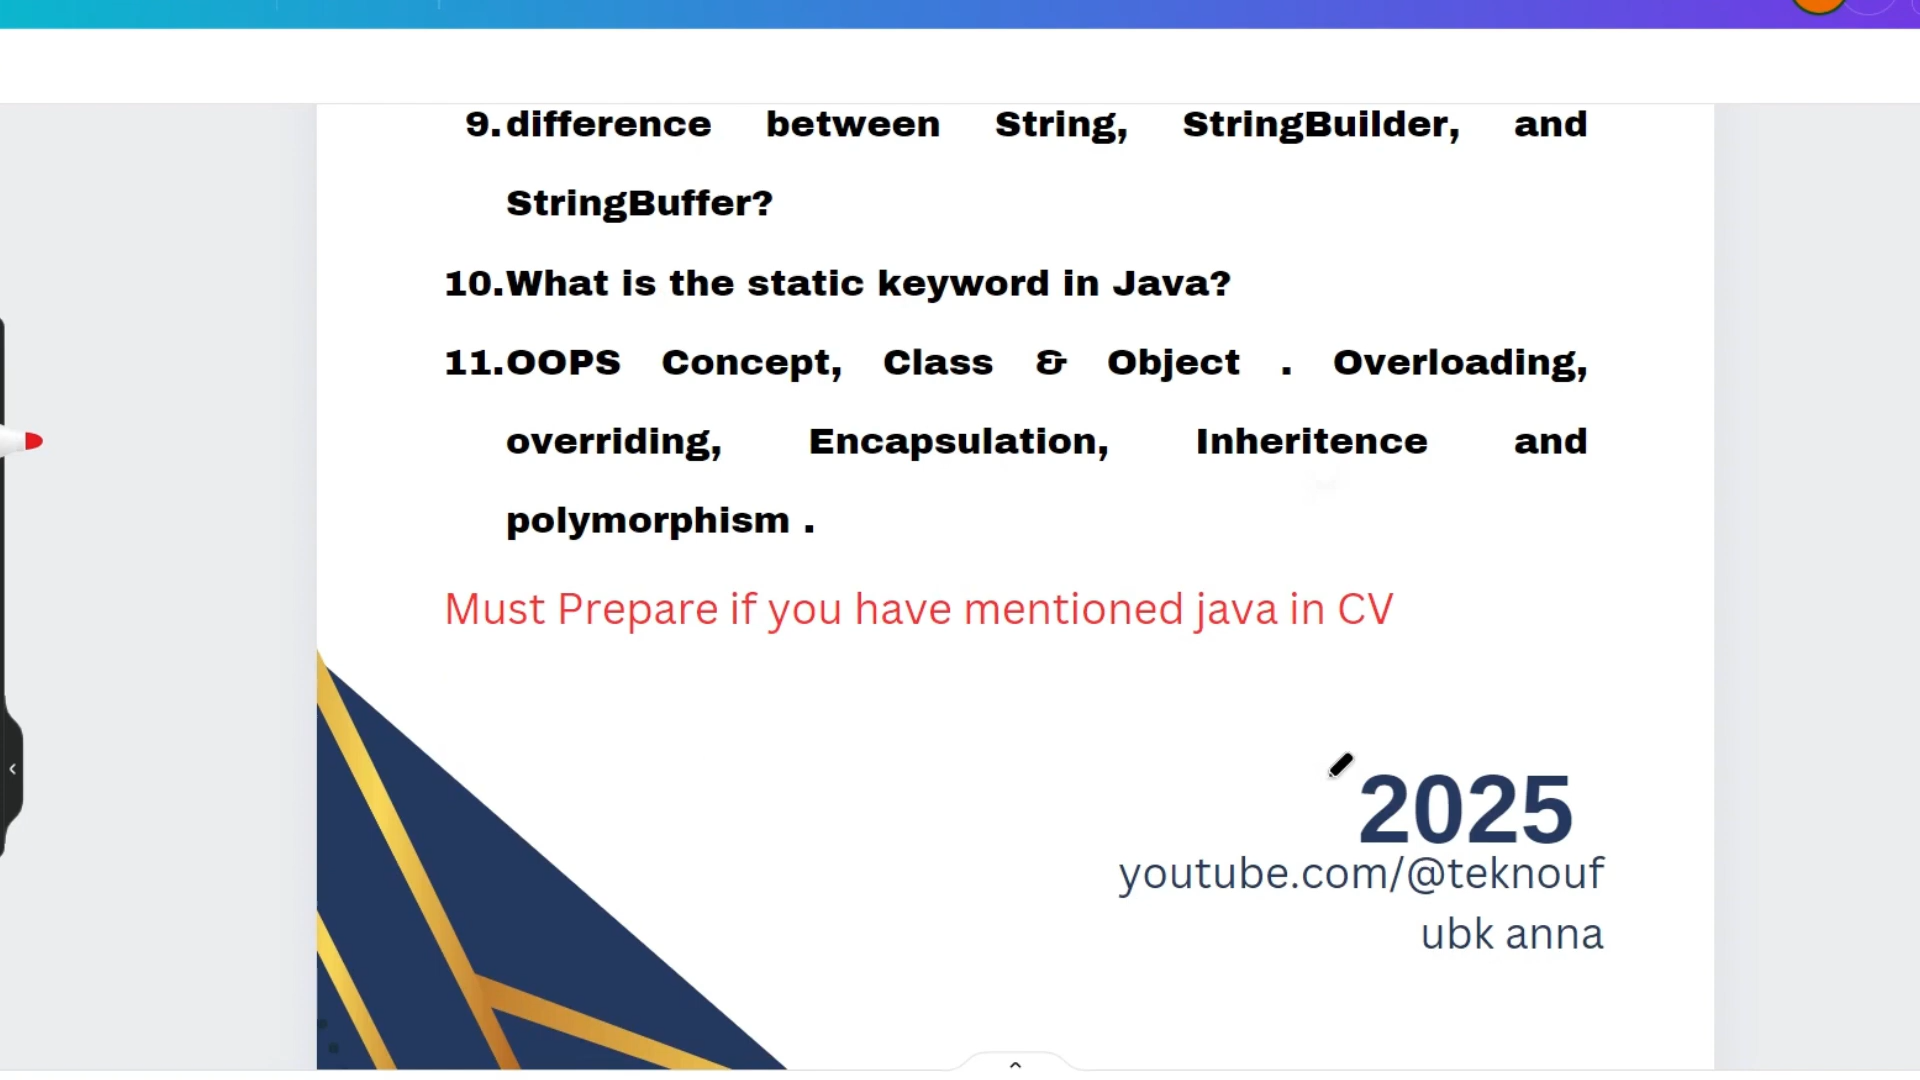 9. difference between String, StringBuilder, and
StringBuffer?
10. What is the static keyword in Java?
11. OOPS Concept, Class & Object . Overloading,
overriding, Encapsulation, Inheritence and
polymorphism .
Must Prepare if you have mentioned java in CV
2025
youtube.com/@teknouf
ubk anna